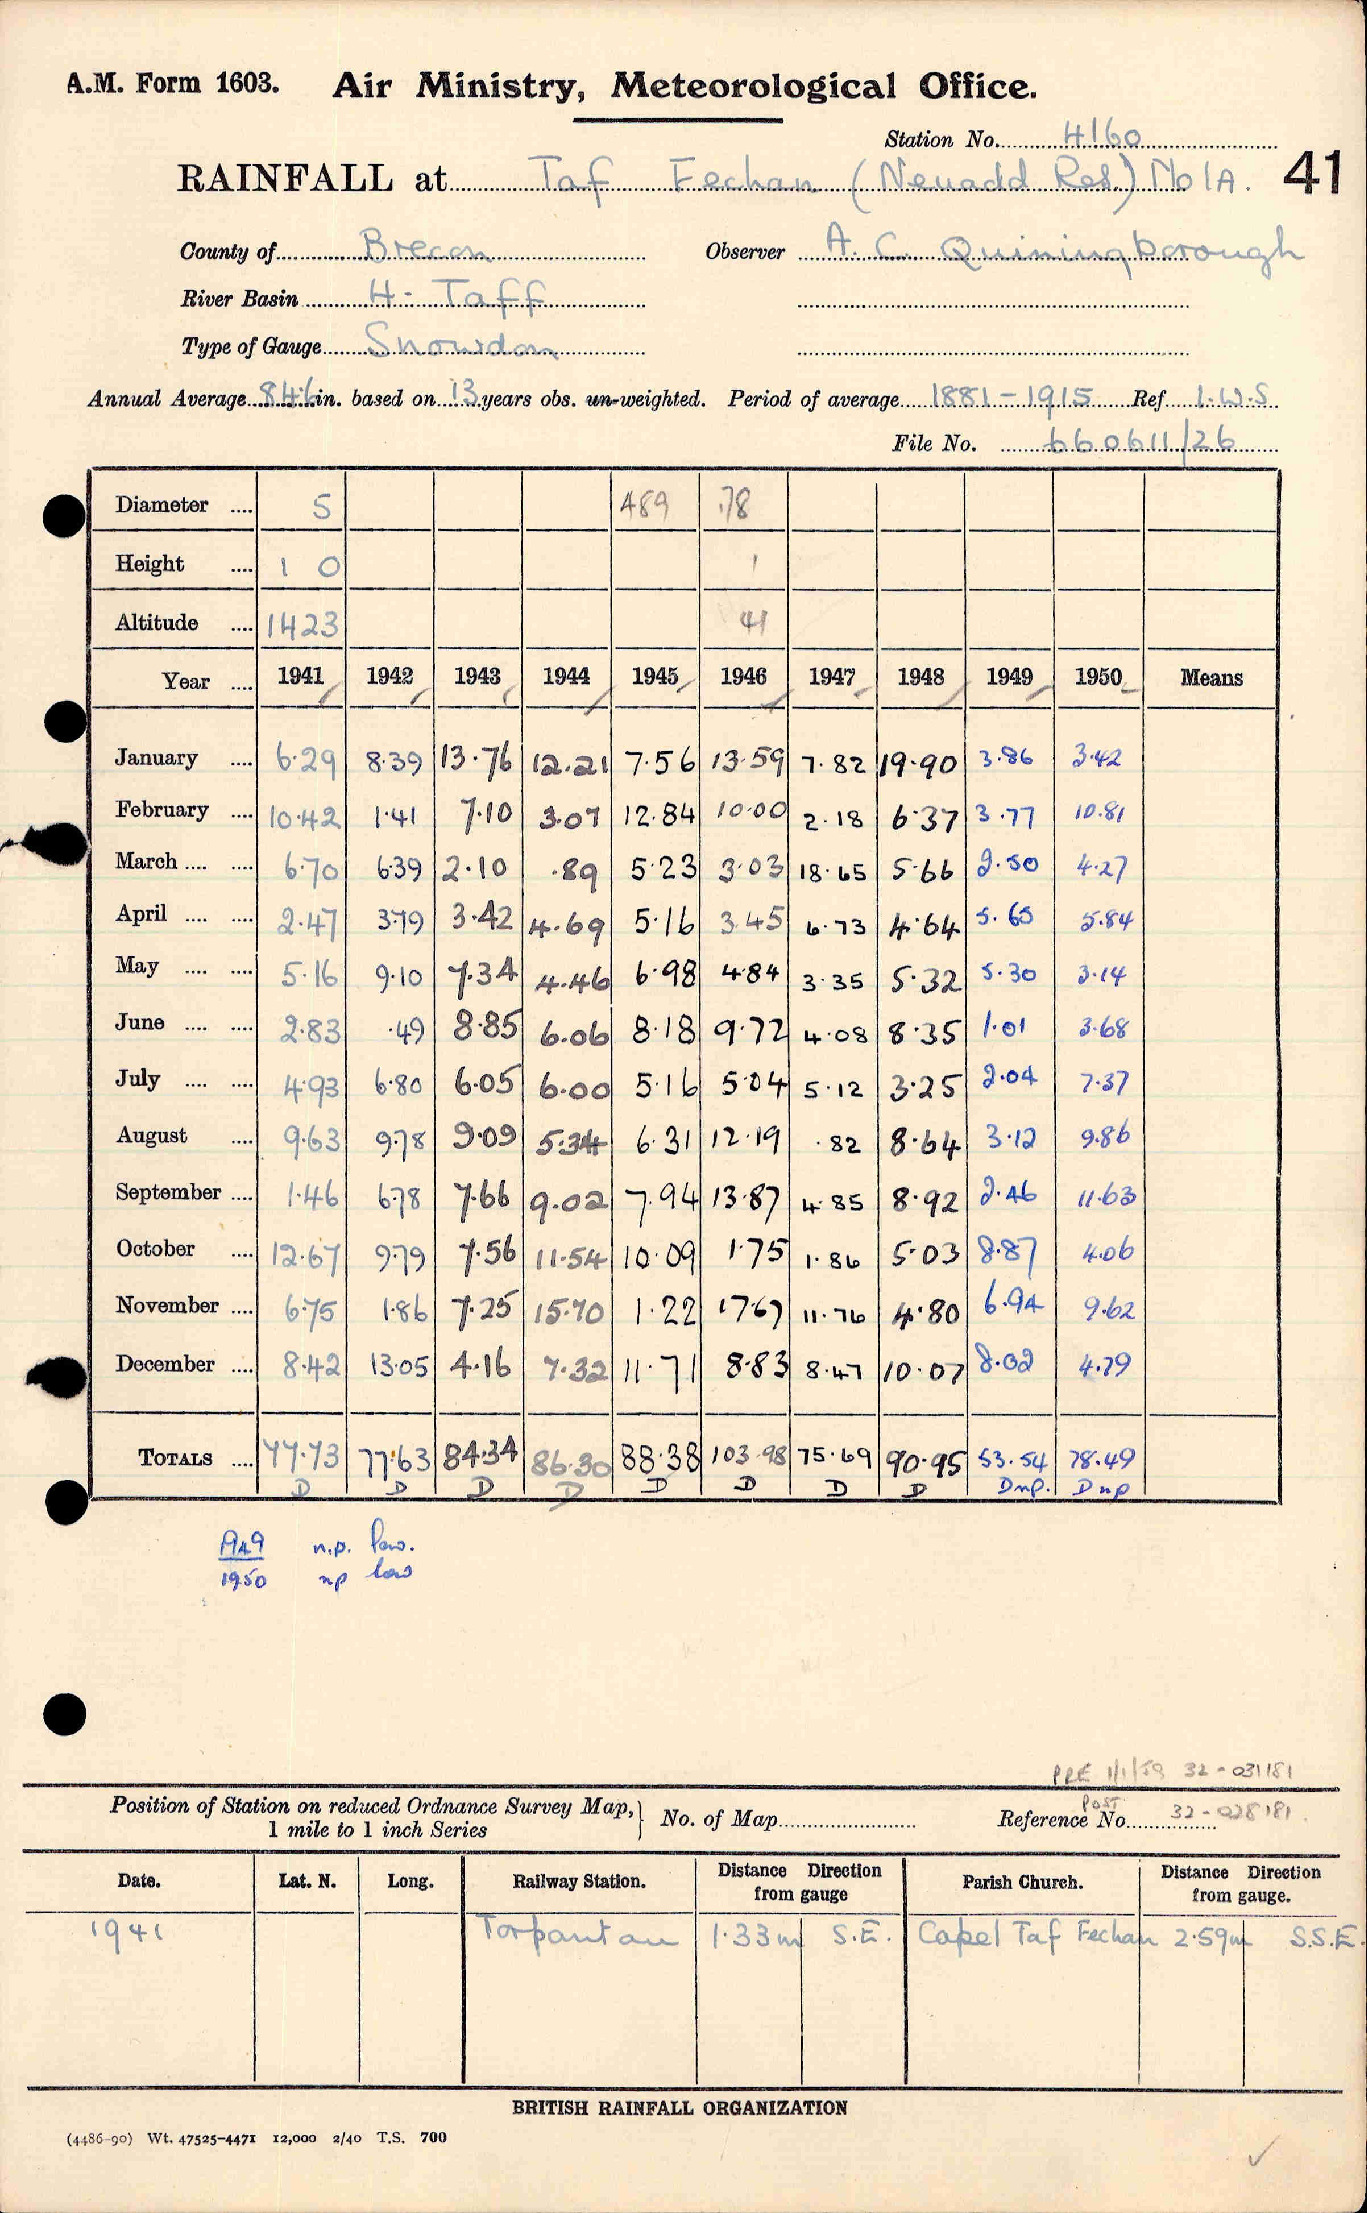 A.M. Form 1603. Air Ministry, Meteorological Office.
Station No. 4160
RAINFALL at Taf Fechan (Neuadd Res.) No 1A. 41
County of Brecon Observer A. C. Quiningborough
River Basin H - Taff
Type of Gauge Snowdon
Annual Average 84.6 in. based on 13 years obs. un-weighted. Period of average 1881 - 1915 Ref I.W.S
File No. 660611/26
Diameter .... 5 489 .78
Height .... 1 0 1
Altitude .... 1423 41
Year .... 1941 1942 1943 1944 1945 1946 1947 1948 1949 1950 Means
January .... 6.29 8.39 13.76 12.21 7.56 13.59 7.82 19.90 3.86 3.42
February .... 10.42 1.41 7.10 3.07 12.84 10.00 2.18 6.37 3.77 10.81
March .... .... 6.70 6.39 2.10 .89 5.23 3.03 18.65 5.66 2.50 4.27
April .... .... 2.47 3.79 3.42 4.69 5.16 3.45 6.73 4.64 5.65 5.84
May .... .... 5.16 9.10 7.34 4.46 6.98 4.84 3.35 5.32 5.30 3.14
June .... .... 2.83 .49 8.85 6.06 8.18 9.72 4.08 8.35 1.01 3.68
July .... .... 4.93 6.80 6.05 6.00 5.16 5.04 5.12 3.25 2.04 7.37
August .... 9.63 9.78 9.09 5.34 6.31 12.19 .82 8.64 3.12 9.86
September .... 1.46 6.78 7.66 9.02 7.94 13.87 4.85 8.92 2.46 11.63
October .... 12.67 9.79 7.56 11.54 10.09 1.75 1.86 5.03 8.87 4.06
November .... 6.75 1.86 7.25 15.70 1.22 17.67 11.76 4.80 6.94 9.62
December .... 8.42 13.05 4.16 7.32 11.71 8.83 8.47 10.07 8.02 4.79
TOTALS .... 77.73 77.63 84.34 86.30 88.38 103.98 75.69 90.95 53.54 78.49
D D D D D D D D Dnp. Dnp
1949 n.p. low.
1950 np low
PRE 1/1/59 32-031181
Position of Station on reduced Ordnance Survey Map, } No. of Map Reference No. POST 32-028181
1 mile to 1 inch Series
Date. Lat. N. Long. Railway Station. Distance Direction from gauge Parish Church. Distance Direction from gauge.
1941 Torpantau 1.33m S.E. Capel Taf Fechan 2.59m S.S.E.
BRITISH RAINFALL ORGANIZATION
(4486-90) Wt. 47525-4471 12,000 2/40 T.S. 700